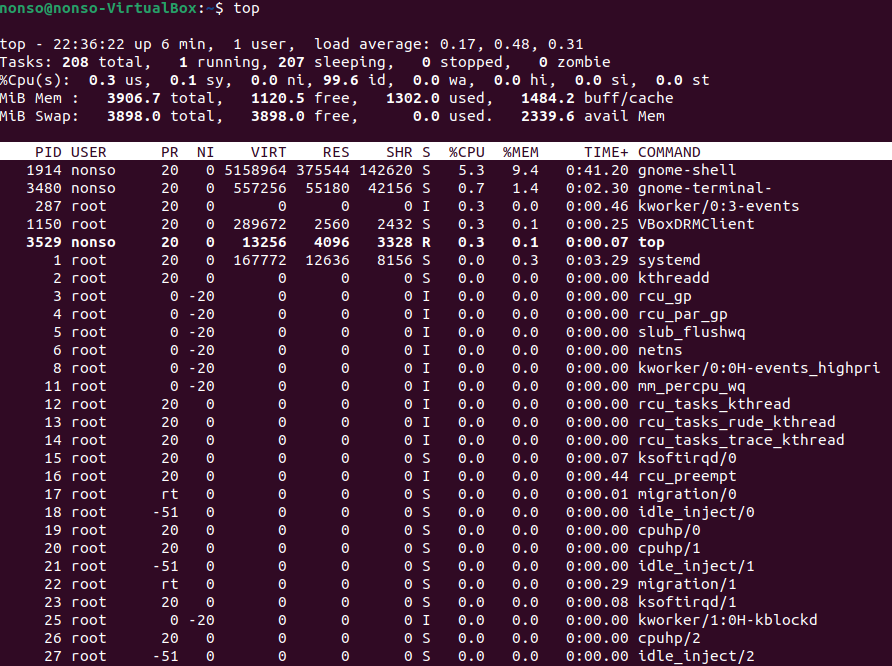 nonso@nonso-VirtualBox:~$ top
top - 22:36:22 up 6 min,  1 user,  load average: 0.17, 0.48, 0.31
Tasks: 208 total,   1 running, 207 sleeping,   0 stopped,   0 zombie
%Cpu(s):  0.3 us,  0.1 sy,  0.0 ni, 99.6 id,  0.0 wa,  0.0 hi,  0.0 si,  0.0 st
MiB Mem :   3906.7 total,   1120.5 free,   1302.0 used,   1484.2 buff/cache
MiB Swap:   3898.0 total,   3898.0 free,      0.0 used.   2339.6 avail Mem
    PID USER      PR  NI    VIRT    RES    SHR S  %CPU  %MEM     TIME+ COMMAND
   1914 nonso     20   0 5158964 375544 142620 S   5.3   9.4   0:41.20 gnome-shell
   3480 nonso     20   0  557256  55180  42156 S   0.7   1.4   0:02.30 gnome-terminal-
    287 root      20   0       0      0      0 I   0.3   0.0   0:00.46 kworker/0:3-events
   1150 root      20   0  289672   2560   2432 S   0.3   0.1   0:00.25 VBoxDRMClient
   3529 nonso     20   0   13256   4096   3328 R   0.3   0.1   0:00.07 top
      1 root      20   0  167772  12636   8156 S   0.0   0.3   0:03.29 systemd
      2 root      20   0       0      0      0 S   0.0   0.0   0:00.00 kthreadd
      3 root       0 -20       0      0      0 I   0.0   0.0   0:00.00 rcu_gp
      4 root       0 -20       0      0      0 I   0.0   0.0   0:00.00 rcu_par_gp
      5 root       0 -20       0      0      0 I   0.0   0.0   0:00.00 slub_flushwq
      6 root       0 -20       0      0      0 I   0.0   0.0   0:00.00 netns
      8 root       0 -20       0      0      0 I   0.0   0.0   0:00.00 kworker/0:0H-events_highpri
     11 root       0 -20       0      0      0 I   0.0   0.0   0:00.00 mm_percpu_wq
     12 root      20   0       0      0      0 I   0.0   0.0   0:00.00 rcu_tasks_kthread
     13 root      20   0       0      0      0 I   0.0   0.0   0:00.00 rcu_tasks_rude_kthread
     14 root      20   0       0      0      0 I   0.0   0.0   0:00.00 rcu_tasks_trace_kthread
     15 root      20   0       0      0      0 S   0.0   0.0   0:00.07 ksoftirqd/0
     16 root      20   0       0      0      0 I   0.0   0.0   0:00.44 rcu_preempt
     17 root      rt   0       0      0      0 S   0.0   0.0   0:00.01 migration/0
     18 root     -51   0       0      0      0 S   0.0   0.0   0:00.00 idle_inject/0
     19 root      20   0       0      0      0 S   0.0   0.0   0:00.00 cpuhp/0
     20 root      20   0       0      0      0 S   0.0   0.0   0:00.00 cpuhp/1
     21 root     -51   0       0      0      0 S   0.0   0.0   0:00.00 idle_inject/1
     22 root      rt   0       0      0      0 S   0.0   0.0   0:00.29 migration/1
     23 root      20   0       0      0      0 S   0.0   0.0   0:00.08 ksoftirqd/1
     25 root       0 -20       0      0      0 I   0.0   0.0   0:00.00 kworker/1:0H-kblockd
     26 root      20   0       0      0      0 S   0.0   0.0   0:00.00 cpuhp/2
     27 root     -51   0       0      0      0 S   0.0   0.0   0:00.00 idle_inject/2